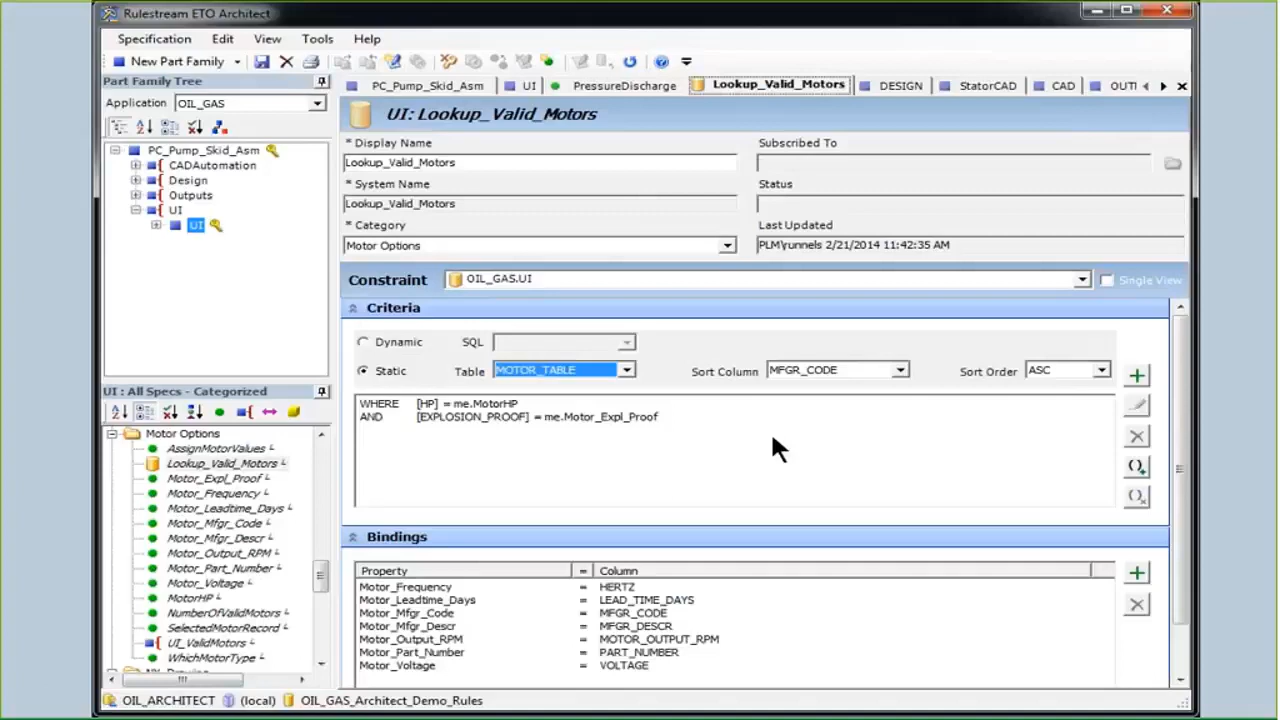 Rulestream ETO Architect
Specification Edit View Tools Help
New Part Family
Part Family Tree
Application OIL_GAS
PC_Pump_Skid_Asm
CADAutomation
Design
Outputs
UI
UI
UI : All Specs - Categorized
Motor Options
AssignMotorValues
Lookup_Valid_Motors
Motor_Expl_Proof
Motor_Frequency
Motor_Leadtime_Days
Motor_Mfgr_Code
Motor_Mfgr_Descr
Motor_Output_RPM
Motor_Part_Number
Motor_Voltage
MotorHP
NumberOfValidMotors
SelectedMotorRecord
UI_ValidMotors
WhichMotorType
PC_Pump_Skid_Asm UI PressureDischarge Lookup_Valid_Motors DESIGN StatorCAD CAD OUTI
UI: Lookup_Valid_Motors
* Display Name Subscribed To
Lookup_Valid_Motors
* System Name Status
Lookup_Valid_Motors
* Category Last Updated
Motor Options PLM\runnels 2/21/2014 11:42:35 AM
Constraint OIL_GAS.UI Single View
Criteria
Dynamic SQL
Static Table MOTOR_TABLE Sort Column MFGR_CODE Sort Order ASC
WHERE [HP] = me.MotorHP
AND [EXPLOSION_PROOF] = me.Motor_Expl_Proof
Bindings
Property = Column
Motor_Frequency = HERTZ
Motor_Leadtime_Days = LEAD_TIME_DAYS
Motor_Mfgr_Code = MFGR_CODE
Motor_Mfgr_Descr = MFGR_DESCR
Motor_Output_RPM = MOTOR_OUTPUT_RPM
Motor_Part_Number = PART_NUMBER
Motor_Voltage = VOLTAGE
OIL_ARCHITECT (local) OIL_GAS_Architect_Demo_Rules